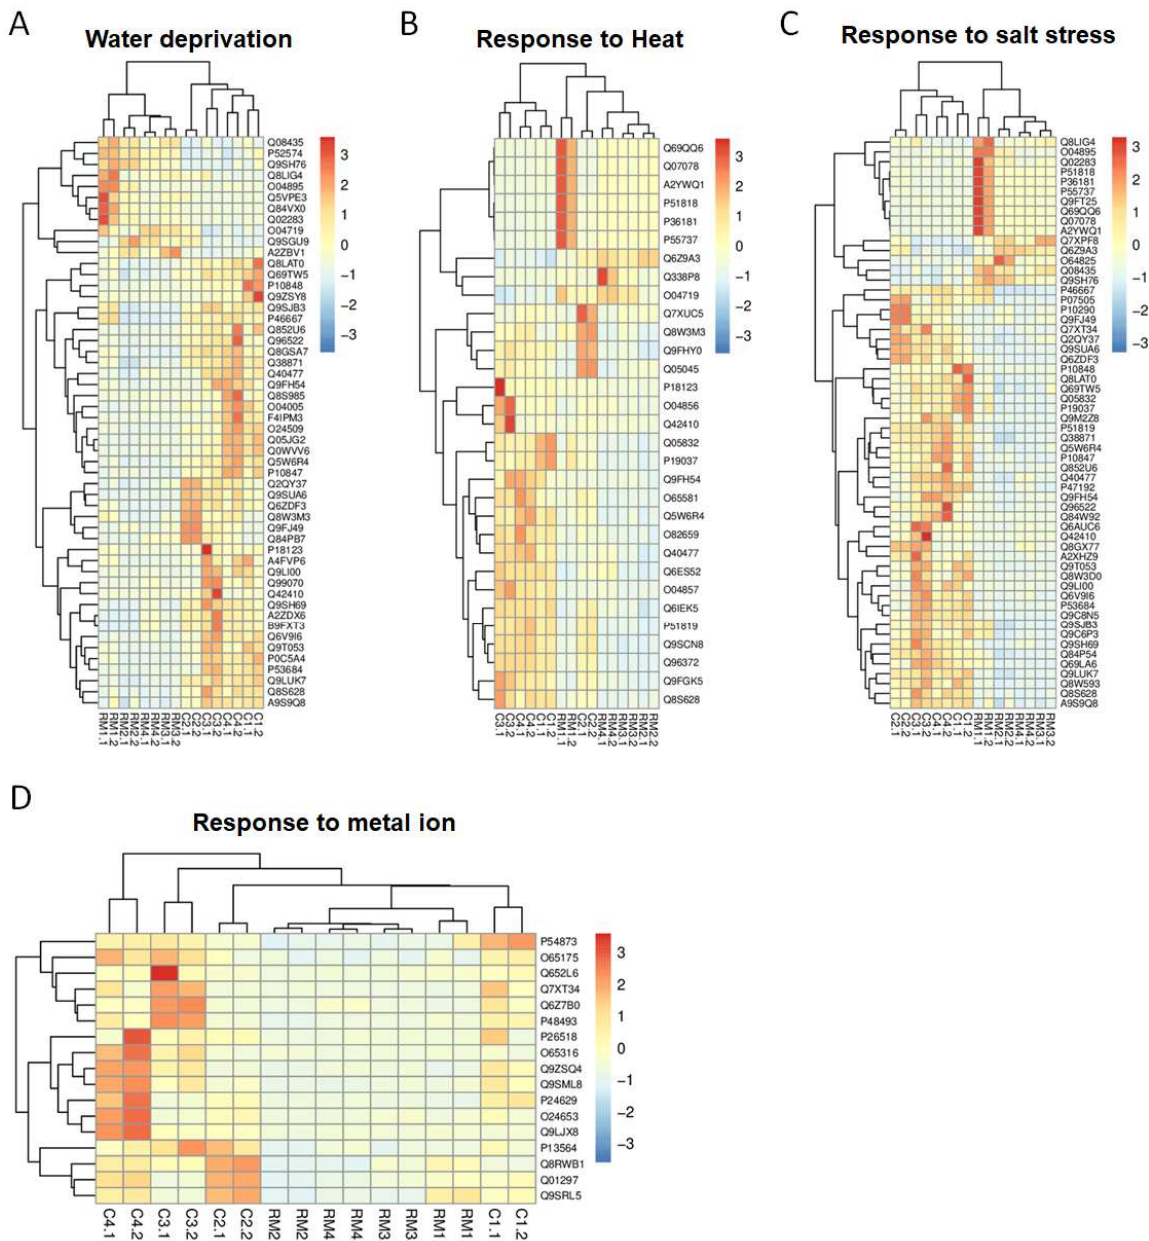 A
Water deprivation
Q08435
P52574
Q9SH76
Q8LIG4
O04895
Q5VPE3
Q84VX0
Q02283
O04719
Q9SGU9
A2ZBV1
Q8LAT0
Q69TW5
P10848
Q9ZSY8
Q9SJB3
P46667
Q852U6
Q96522
Q8GSA7
Q38871
Q40477
Q9FH54
Q8S985
O04005
F4IPM3
O24509
Q05JG2
Q0WVV6
Q5W6R4
P10847
Q2QY37
Q9SUA6
Q6ZDF3
Q8W3M3
Q9FJ49
Q84PB7
P18123
A4FVP6
Q9LI00
Q99070
Q42410
Q9SH69
A2ZDX6
B9FXT3
Q6V9I6
Q9T053
P0C5A4
P53684
Q9LUK7
Q8S628
A9S9Q8
3
2
1
0
−1
−2
−3
RM1.1
RM1.2
RM2.1
RM2.2
RM4.1
RM4.2
RM3.1
RM3.2
C2.1
C2.2
C3.1
C3.2
C4.1
C4.2
C1.1
C1.2
B
Response to Heat
Q69QQ6
Q07078
A2YWQ1
P51818
P36181
P55737
Q6Z9A3
Q338P8
O04719
Q7XUC5
Q8W3M3
Q9FHY0
Q05045
P18123
O04856
Q42410
Q05832
P19037
Q9FH54
O65581
Q5W6R4
O82659
Q40477
Q6ES52
O04857
Q6IEK5
P51819
Q9SCN8
Q96372
Q9FGK5
Q8S628
3
2
1
0
−1
−2
−3
C3.1
C3.2
C4.1
C4.2
C1.1
C1.2
RM1.1
RM1.2
C2.1
C2.2
RM4.1
RM4.2
RM3.1
RM3.2
RM2.1
RM2.2
C
Response to salt stress
Q8LIG4
O04895
Q02283
P51818
P36181
P55737
Q9FT25
Q69QQ6
Q07078
A2YWQ1
Q7XPF8
Q6Z9A3
O64825
Q08435
Q9SH76
P46667
P07505
P10290
Q9FJ49
Q7XT34
Q2QY37
Q9SUA6
Q6ZDF3
P10848
Q8LAT0
Q69TW5
Q05832
P19037
Q9M2Z8
P51819
Q38871
Q5W6R4
P10847
Q852U6
Q40477
P47192
Q9FH54
Q96522
Q84W92
Q6AUC6
Q42410
Q8GX77
A2XHZ9
Q9T053
Q8W3D0
Q9LI00
Q6V9I6
P53684
Q9C8N5
Q9SJB3
Q9C6P3
Q9SH69
Q84P54
Q69LA6
Q9LUK7
Q8W593
Q8S628
A9S9Q8
3
2
1
0
−1
−2
−3
C2.1
C2.2
C3.1
C3.2
C4.1
C4.2
C1.1
C1.2
RM1.1
RM1.2
RM2.1
RM2.2
RM4.1
RM4.2
RM3.1
RM3.2
D
Response to metal ion
P54873
O65175
Q652L6
Q7XT34
Q6Z7B0
P48493
P26518
O65316
Q9ZSQ4
Q9SML8
P24629
O24653
Q9LJX8
P13564
Q8RWB1
Q01297
Q9SRL5
3
2
1
0
−1
−2
−3
C4.1
C4.2
C3.1
C3.2
C2.1
C2.2
RM2
RM2
RM4
RM4
RM3
RM3
RM1
RM1
C1.1
C1.2